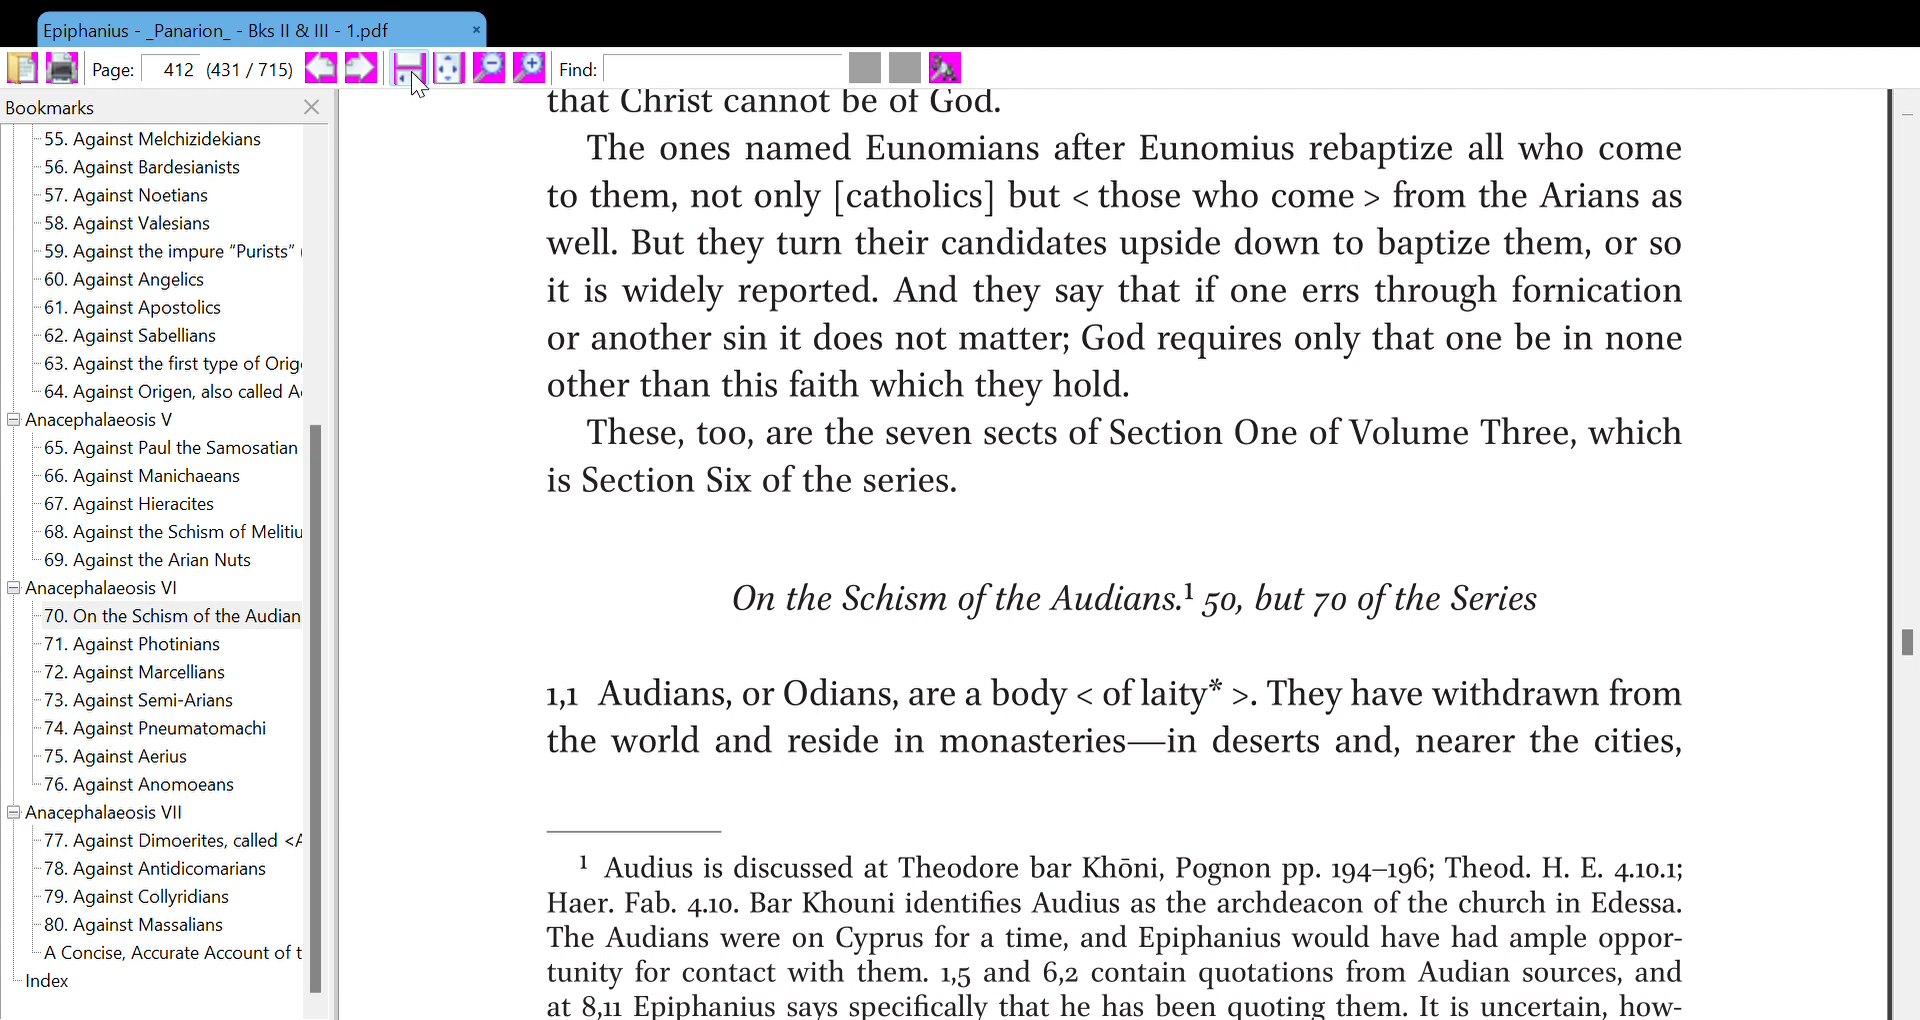 Epiphanius - _Panarion_ - Bks II & III - 1.pdf
Page: 412 (431 / 715) Find:
Bookmarks
55. Against Melchizidekians
56. Against Bardesianists
57. Against Noetians
58. Against Valesians
59. Against the impure “Purists” (
60. Against Angelics
61. Against Apostolics
62. Against Sabellians
63. Against the first type of Orig
64. Against Origen, also called A
Anacephalaeosis V
65. Against Paul the Samosatian
66. Against Manichaeans
67. Against Hieracites
68. Against the Schism of Melitiu
69. Against the Arian Nuts
Anacephalaeosis VI
70. On the Schism of the Audian
71. Against Photinians
72. Against Marcellians
73. Against Semi-Arians
74. Against Pneumatomachi
75. Against Aerius
76. Against Anomoeans
Anacephalaeosis VII
77. Against Dimoerites, called <A
78. Against Antidicomarians
79. Against Collyridians
80. Against Massalians
A Concise, Accurate Account of t
Index
that Christ cannot be of God.
The ones named Eunomians after Eunomius rebaptize all who come
to them, not only [catholics] but < those who come > from the Arians as
well. But they turn their candidates upside down to baptize them, or so
it is widely reported. And they say that if one errs through fornication
or another sin it does not matter; God requires only that one be in none
other than this faith which they hold.
These, too, are the seven sects of Section One of Volume Three, which
is Section Six of the series.
On the Schism of the Audians.¹ 50, but 70 of the Series
1,1 Audians, or Odians, are a body < of laity* >. They have withdrawn from
the world and reside in monasteries—in deserts and, nearer the cities,
¹ Audius is discussed at Theodore bar Khōni, Pognon pp. 194–196; Theod. H. E. 4.10.1;
Haer. Fab. 4.10. Bar Khouni identifies Audius as the archdeacon of the church in Edessa.
The Audians were on Cyprus for a time, and Epiphanius would have had ample oppor-
tunity for contact with them. 1,5 and 6,2 contain quotations from Audian sources, and
at 8,11 Epiphanius says specifically that he has been quoting them. It is uncertain, how-